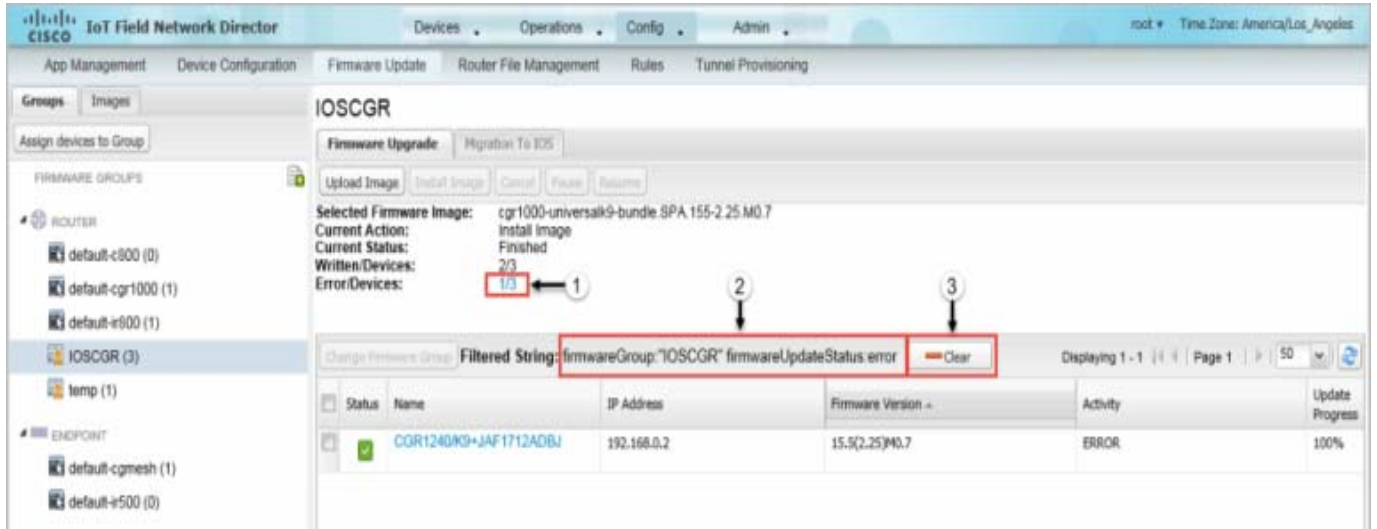 CISCO IoT Field Network Director Devices Operations Config Admin root Time Zone: America/Los_Angeles
App Management Device Configuration Firmware Update Router File Management Rules Tunnel Provisioning
Groups Images
IOSCGR
Assign devices to Group
Firmware Upgrade Migration To IOS
FIRMWARE GROUPS
Upload Image Install Image Cancel Pause Resume
ROUTER
Selected Firmware Image: cgr1000-universalk9-bundle.SPA.155-2.25.M0.7
Current Action: Install Image
Current Status: Finished
Written/Devices: 2/3
Error/Devices: 1/3 1
2 3
default-c800 (0)
default-cgr1000 (1)
default-ir800 (1)
IOSCGR (3)
temp (1)
ENDPOINT
default-cgmesh (1)
default-ir500 (0)
Change Firmware Group Filtered String: firmwareGroup:"IOSCGR" firmwareUpdateStatus:error Clear Displaying 1 - 1 Page 1 50
Status Name IP Address Firmware Version Activity Update Progress
CGR1240/K9+JAF1712ADBJ 192.168.0.2 15.5(2.25)M0.7 ERROR 100%